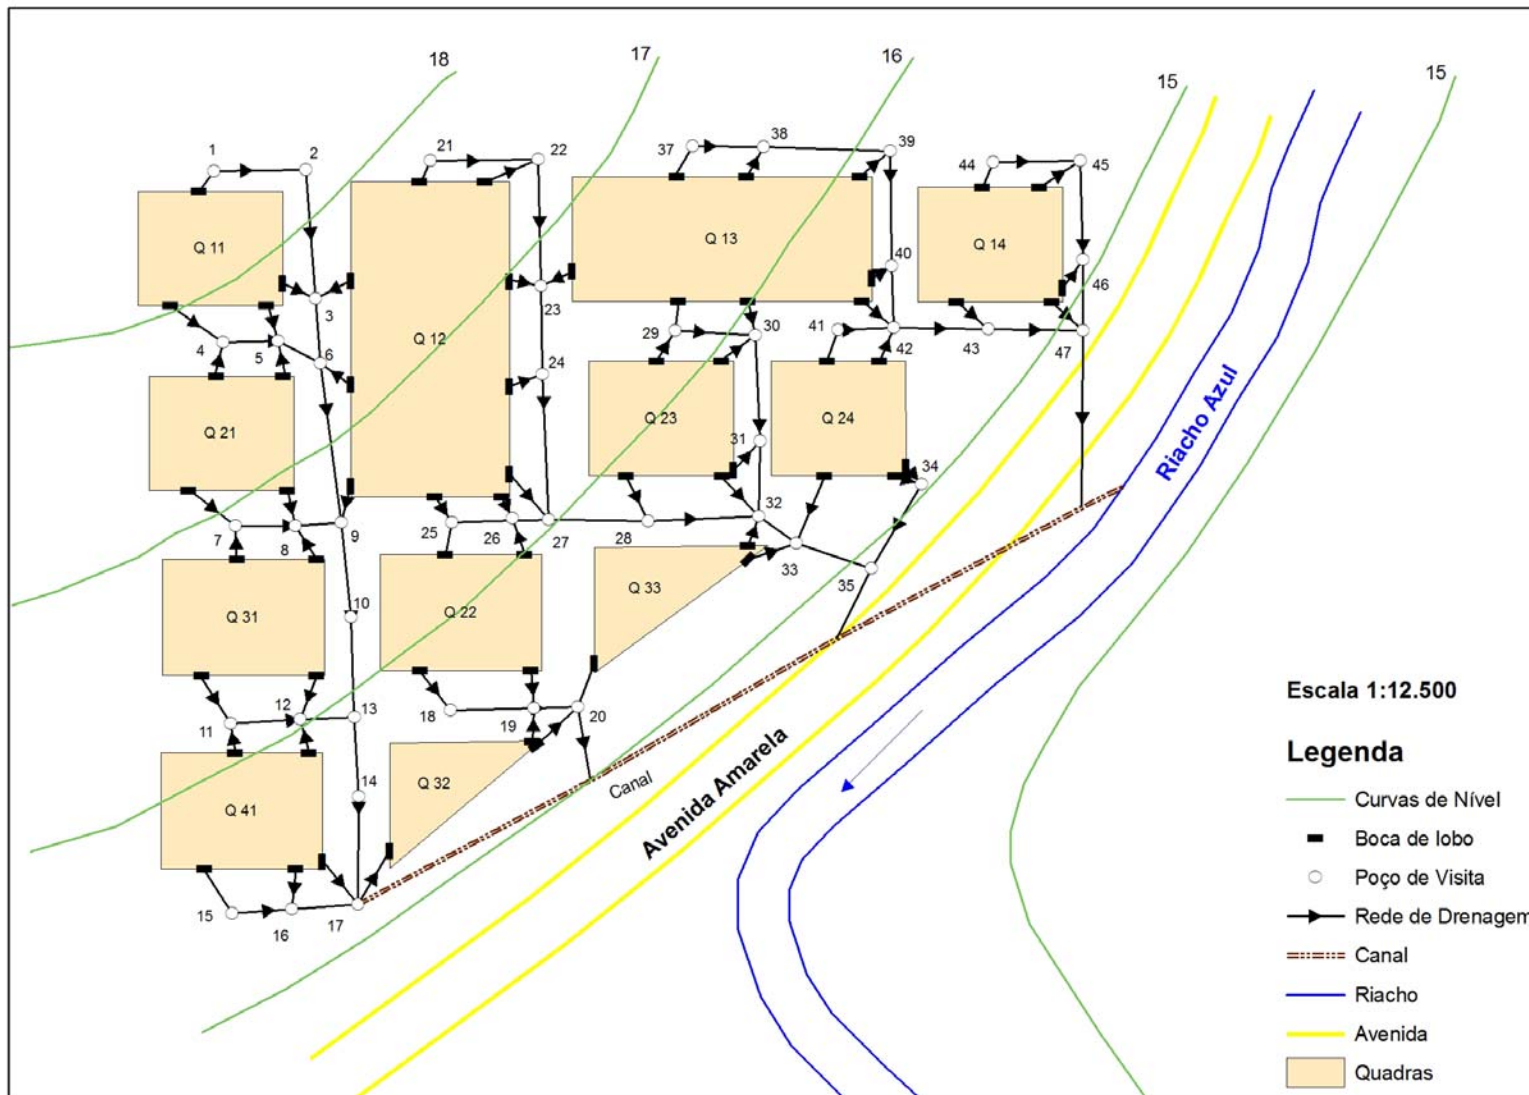 18
17
16
15
15
1
2
21
22
37
38
39
44
45
Q 11
Q 12
Q 13
Q 14
40
46
3
23
4
5
6
24
29
30
41
42
43
47
Q 21
Q 23
Q 24
31
34
7
8
9
25
26
27
28
32
33
35
10
Q 31
Q 22
Q 33
11
12
13
18
19
20
14
Q 41
Q 32
15
16
17
Canal
Avenida Amarela
Riacho Azul
Escala 1:12.500
Legenda
Curvas de Nível
Boca de lobo
Poço de Visita
Rede de Drenagem
Canal
Riacho
Avenida
Quadras